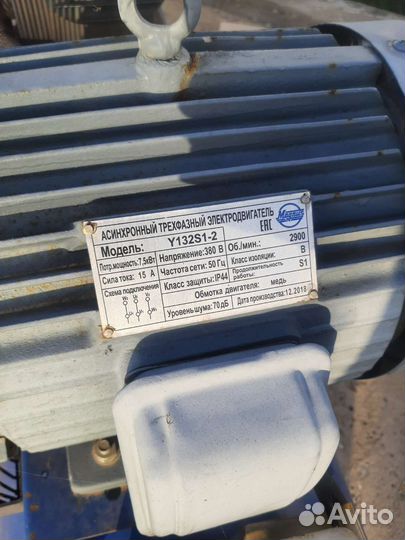 АСИНХРОННЫЙ ТРЕХФАЗНЫЙ ЭЛЕКТРОДВИГАТЕЛЬ
EAC
Модель: Y132S1-2
Потр.мощность:7.5кВт Напряжение:380 В Об./мин.: 2900
Сила тока: 15 А Частота сети: 50 Гц Класс изоляции: В
Схема подключения Класс защиты:IP44 Продолжительность работы: S1
Обмотка двигателя: медь
Уровень шума: 70 дБ Дата производства:12.2018
Avito